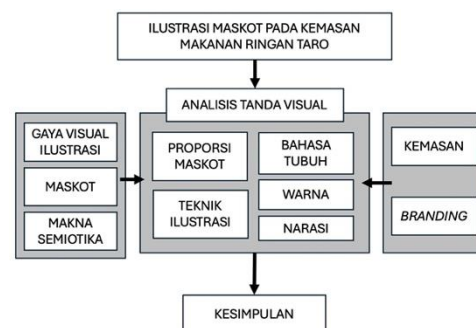 ILUSTRASI MASKOT PADA KEMASAN
MAKANAN RINGAN TARO
ANALISIS TANDA VISUAL
GAYA VISUAL
ILUSTRASI
MASKOT
MAKNA
SEMIOTIKA
PROPORSI
MASKOT
TEKNIK
ILUSTRASI
BAHASA
TUBUH
WARNA
NARASI
KEMASAN
BRANDING
KESIMPULAN